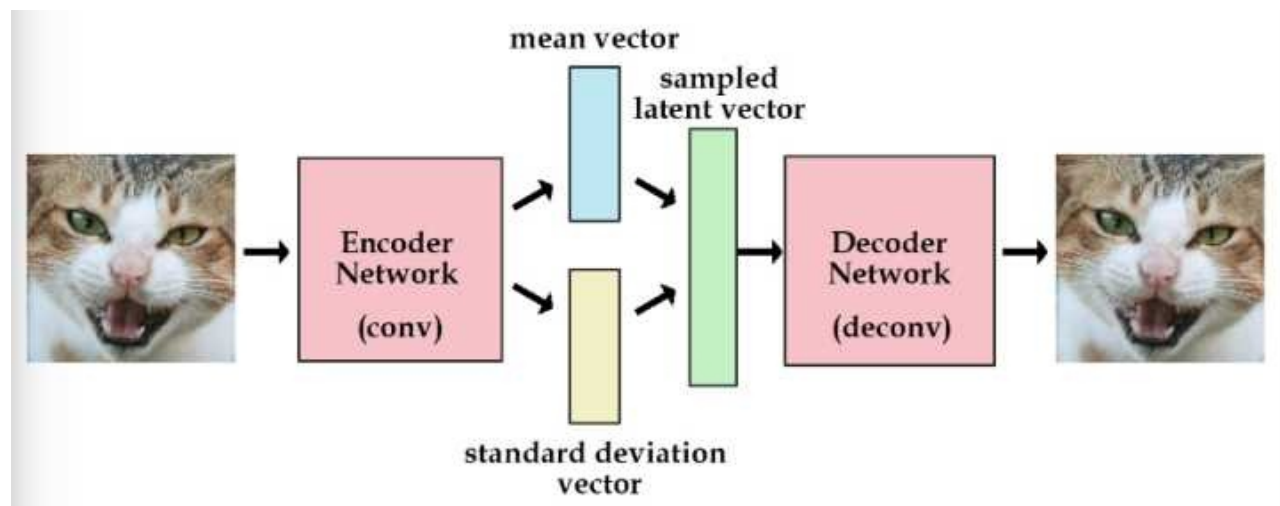 mean vector
sampled
latent vector
Encoder
Network
(conv)
Decoder
Network
(deconv)
standard deviation
vector